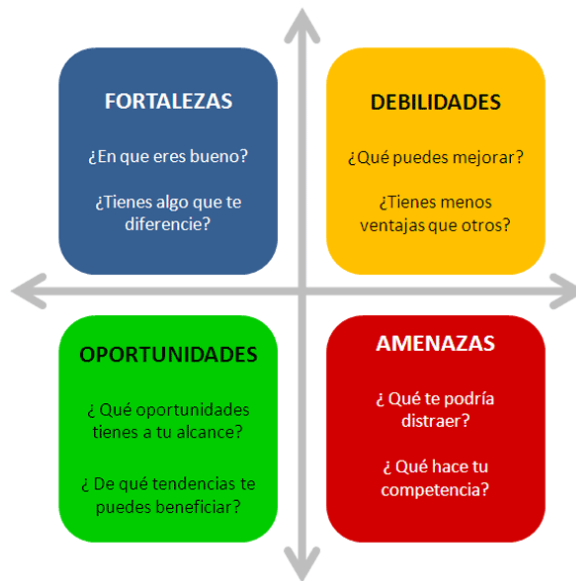 FORTALEZAS
¿En que eres bueno?
¿Tienes algo que te
diferencie?
DEBILIDADES
¿Qué puedes mejorar?
¿Tienes menos
ventajas que otros?
OPORTUNIDADES
¿ Qué oportunidades
tienes a tu alcance?
¿ De qué tendencias te
puedes beneficiar?
AMENAZAS
¿ Qué te podría
distraer?
¿ Qué hace tu
competencia?